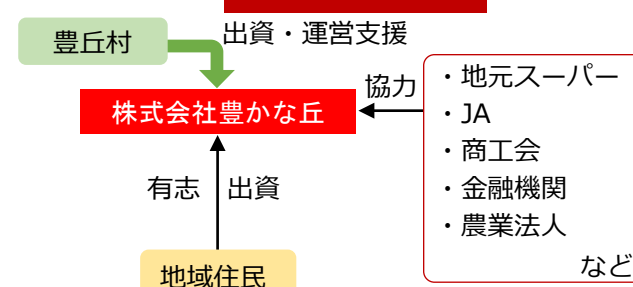 豊丘村
出資・運営支援
株式会社豊かな丘
協力
・地元スーパー
・JA
・商工会
・金融機関
・農業法人
など
有志
出資
地域住民